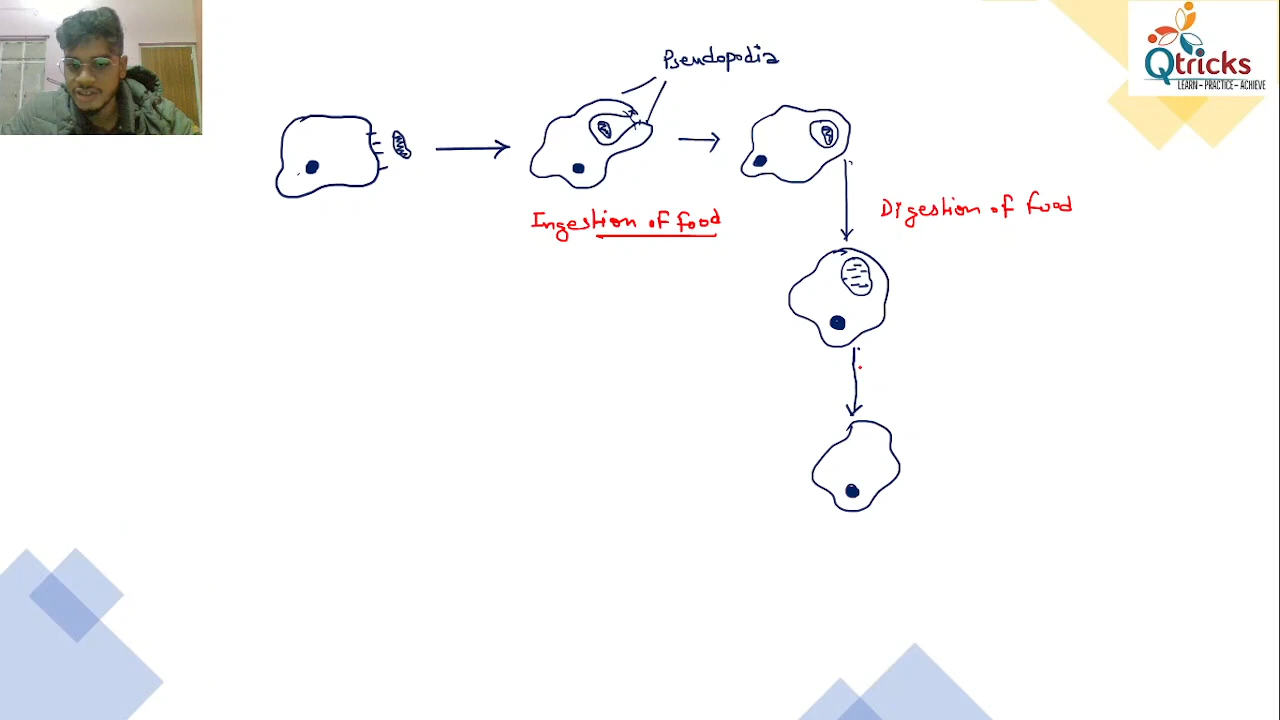 Pseudopodia
Qtricks
LEARN – PRACTICE – ACHIEVE
Ingestion of food
Digestion of food